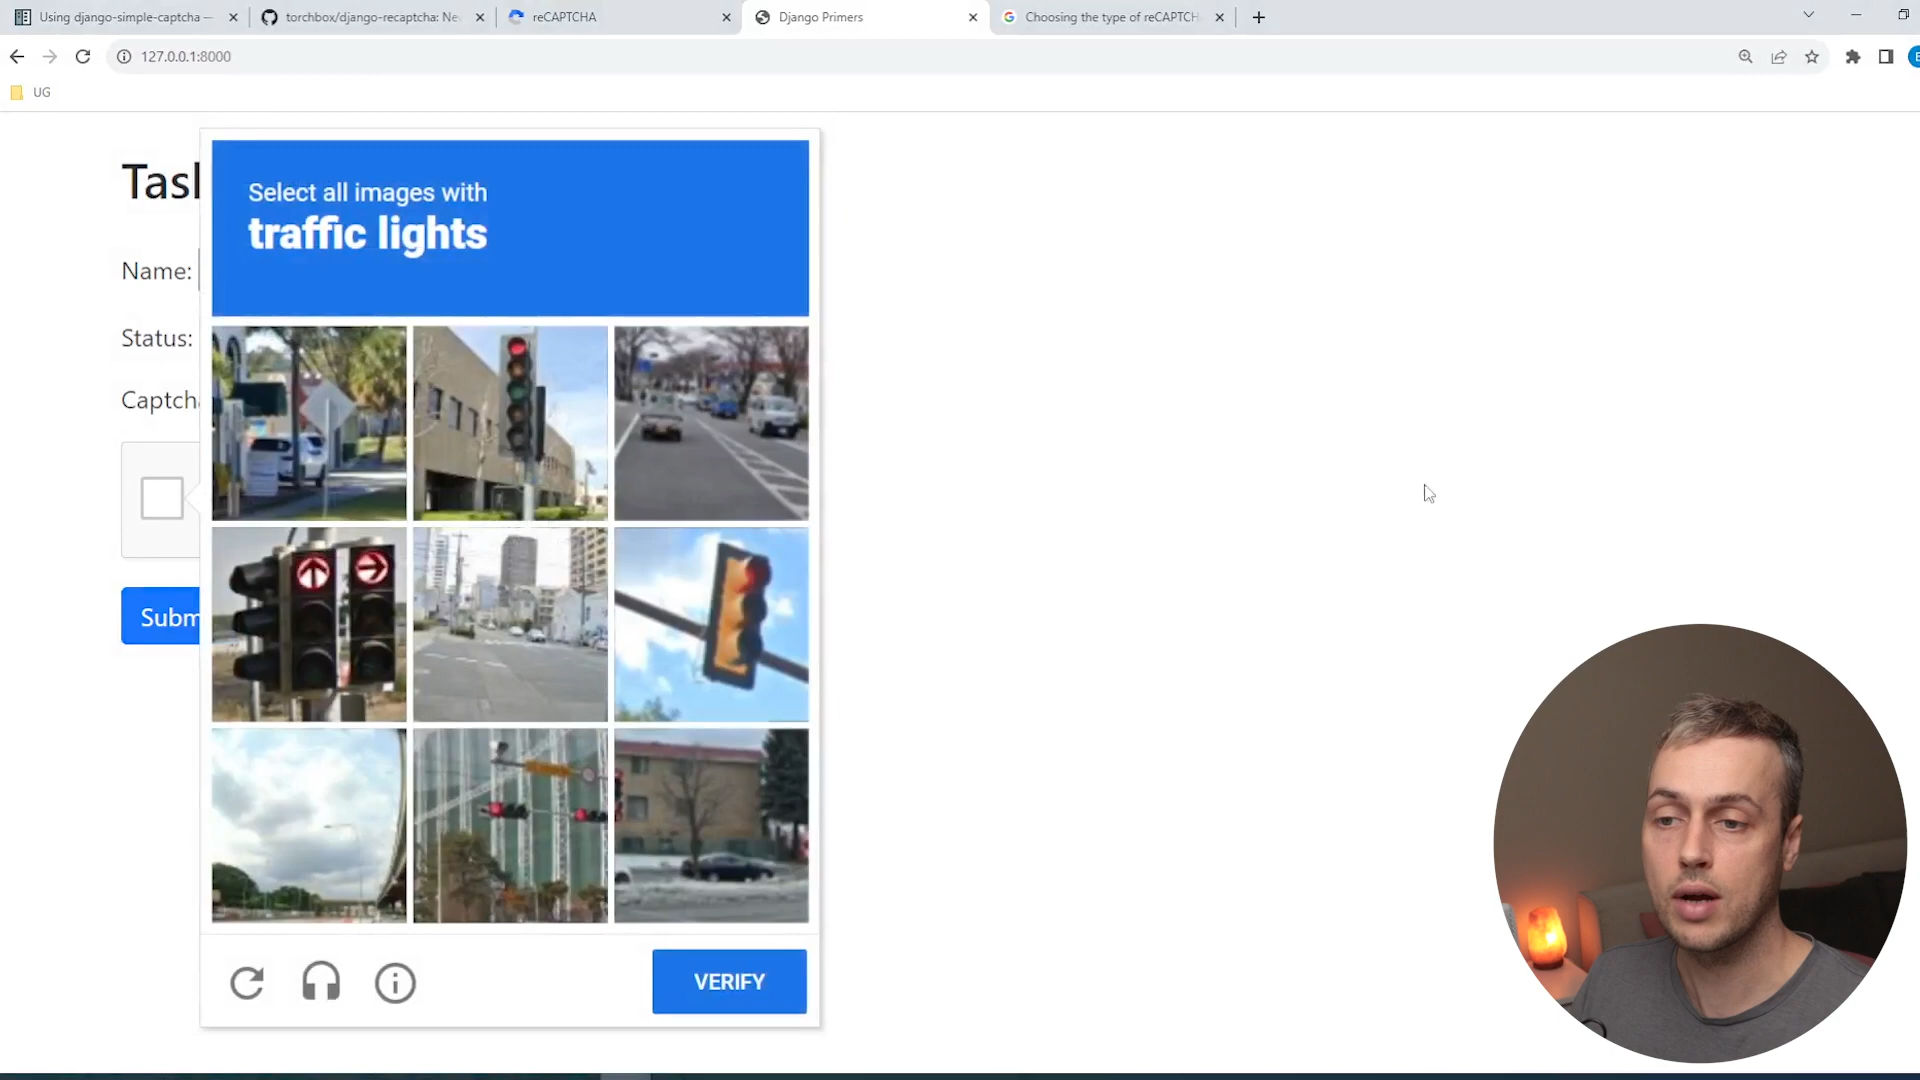 Using django-simple-captcha —
torchbox/django-recaptcha: Ne
reCAPTCHA
Django Primers
Choosing the type of reCAPTCH
127.0.0.1:8000
UG
Select all images with
traffic lights
Tas
Name:
Status:
Captch
Subm
VERIFY